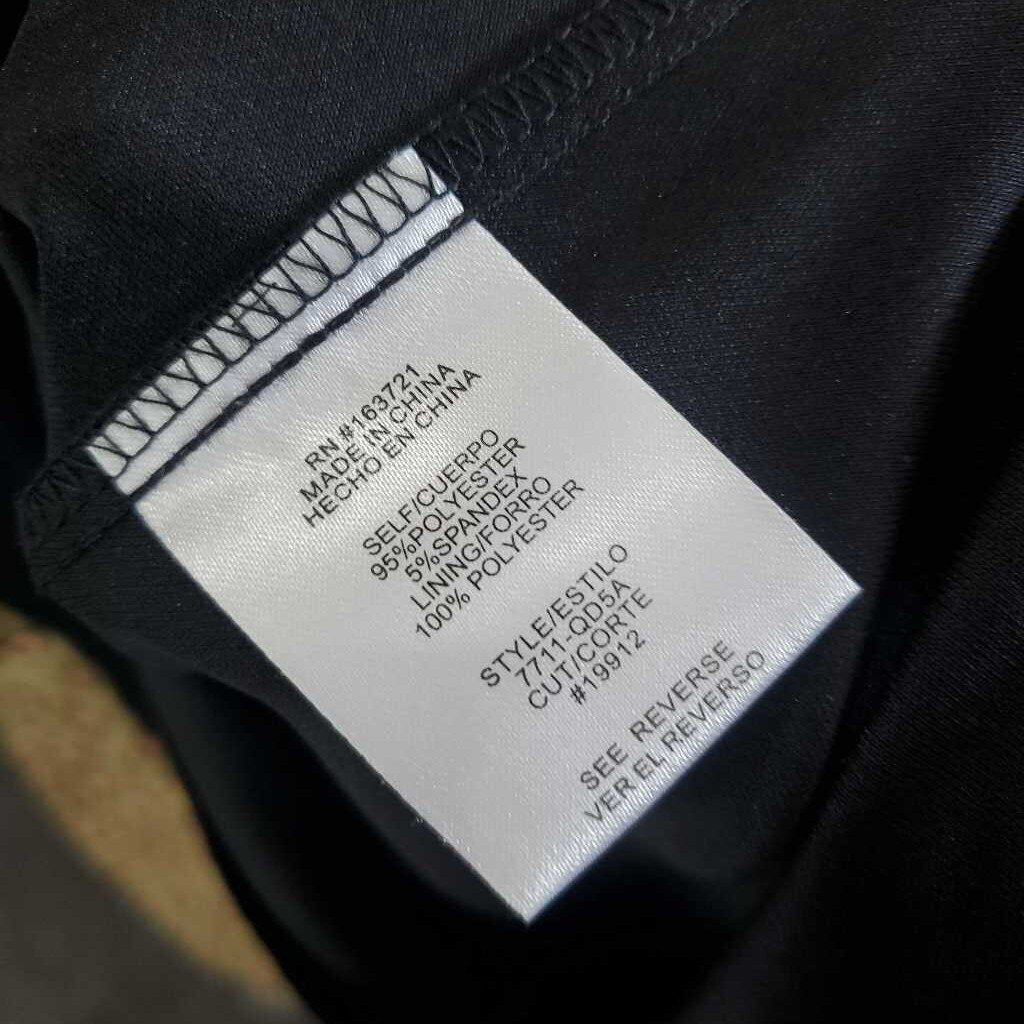 RN #163721
MADE IN CHINA
HECHO EN CHINA
SELF/CUERPO
95%POLYESTER
5%SPANDEX
LINING/FORRO
100% POLYESTER
STYLE/ESTILO
7711-QD5A
CUT/CORTE
#19912
SEE REVERSE
VER EL REVERSO